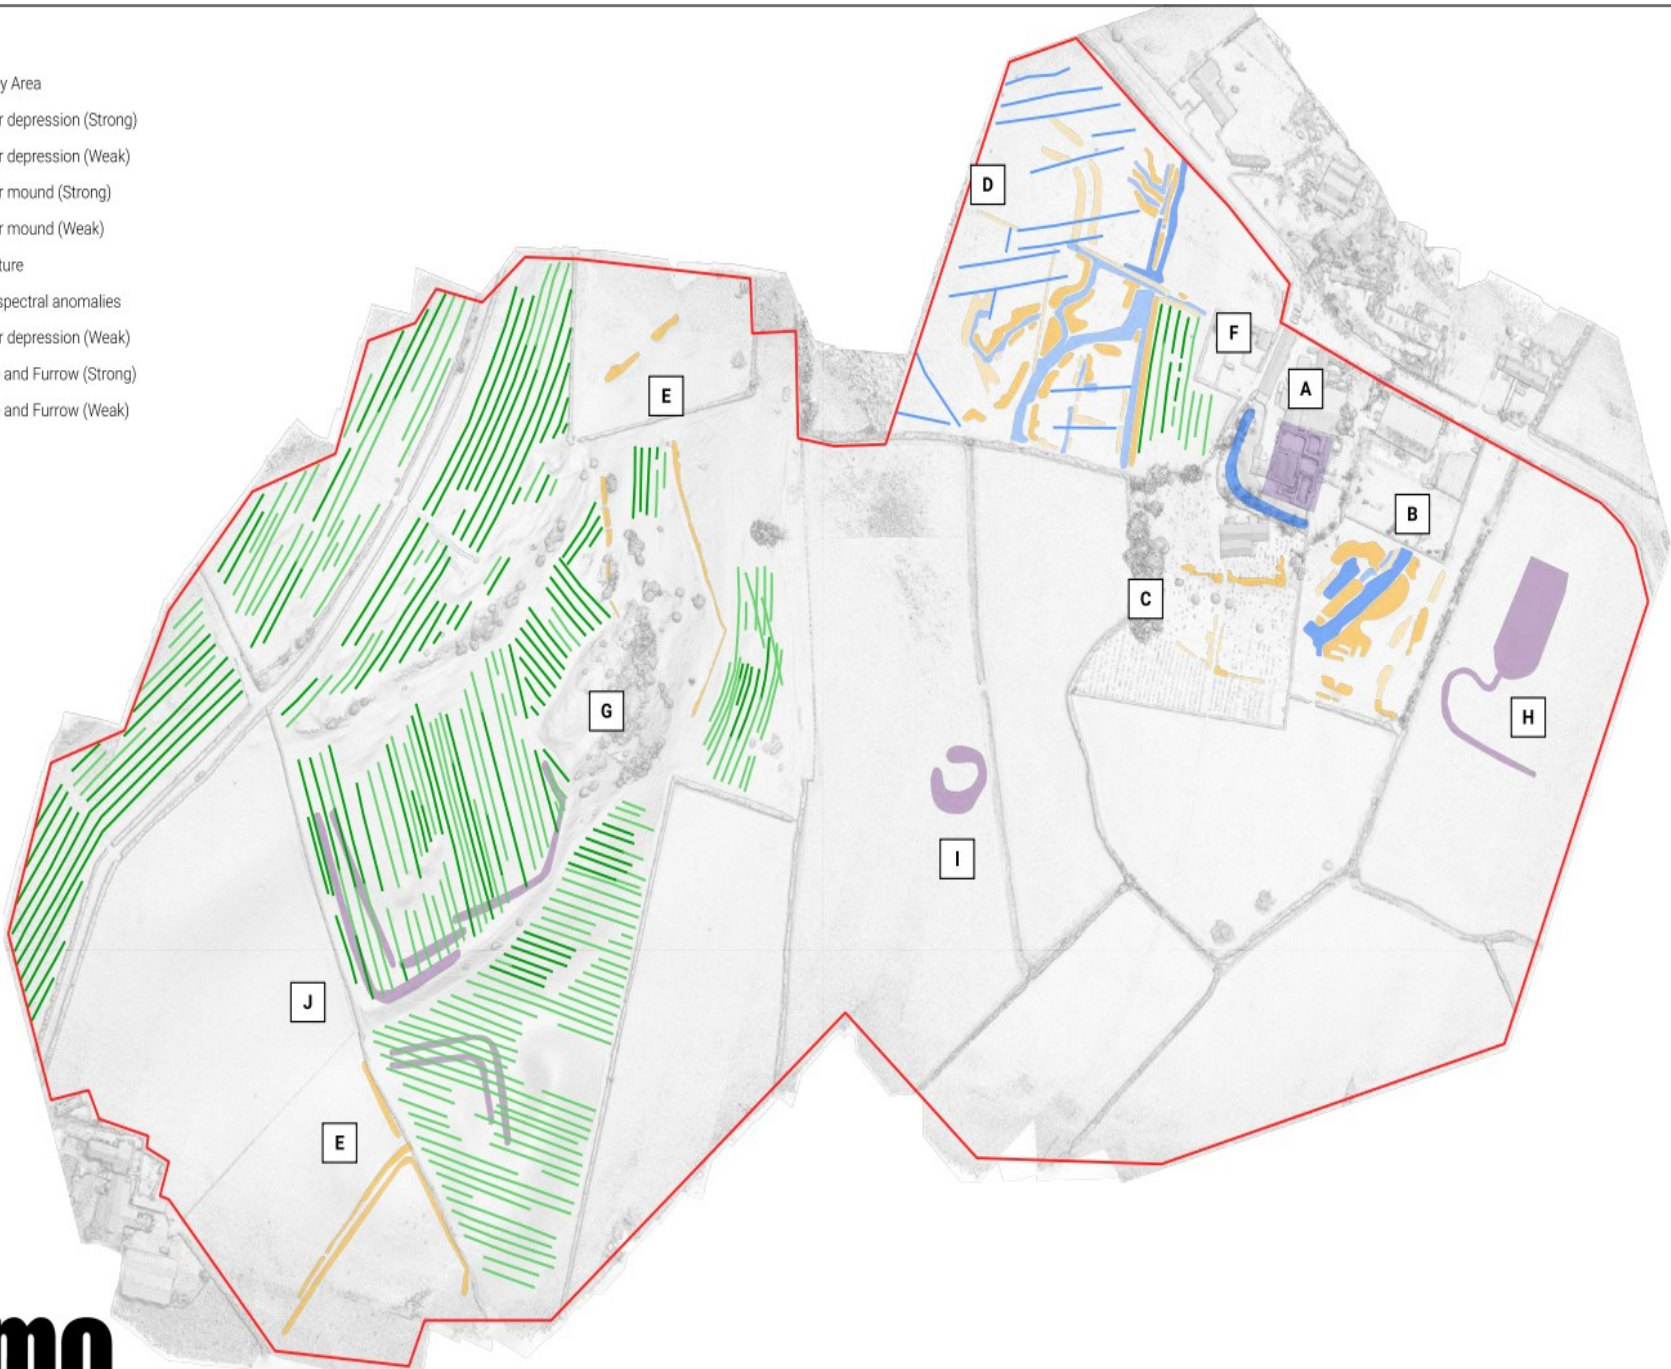 y Area
r depression (Strong)
r depression (Weak)
r mound (Strong)
r mound (Weak)
ture
spectral anomalies
r depression (Weak)
and Furrow (Strong)
and Furrow (Weak)
D
F
A
E
B
C
G
H
I
J
E
mo